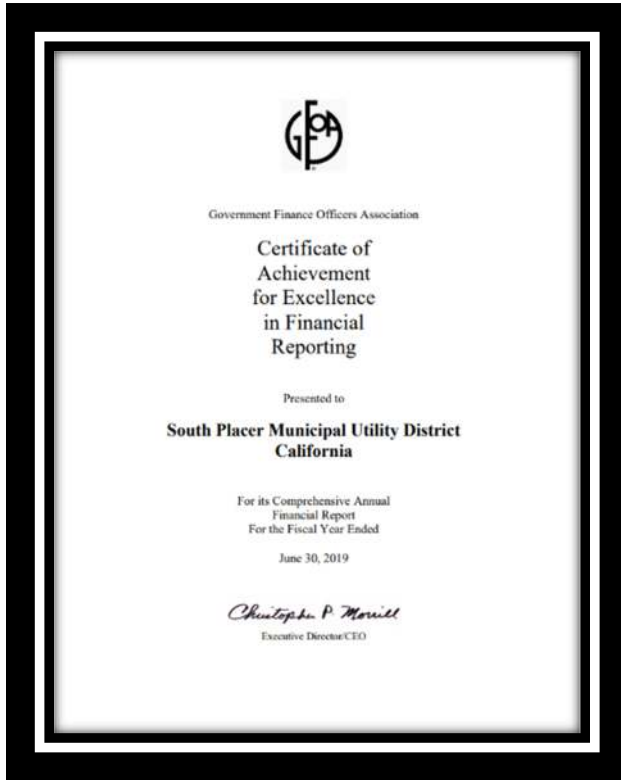 GFOA
Government Finance Officers Association
Certificate of
Achievement
for Excellence
in Financial
Reporting
Presented to
South Placer Municipal Utility District
California
For its Comprehensive Annual
Financial Report
For the Fiscal Year Ended
June 30, 2019
Christopher P. Morrill
Executive Director/CEO